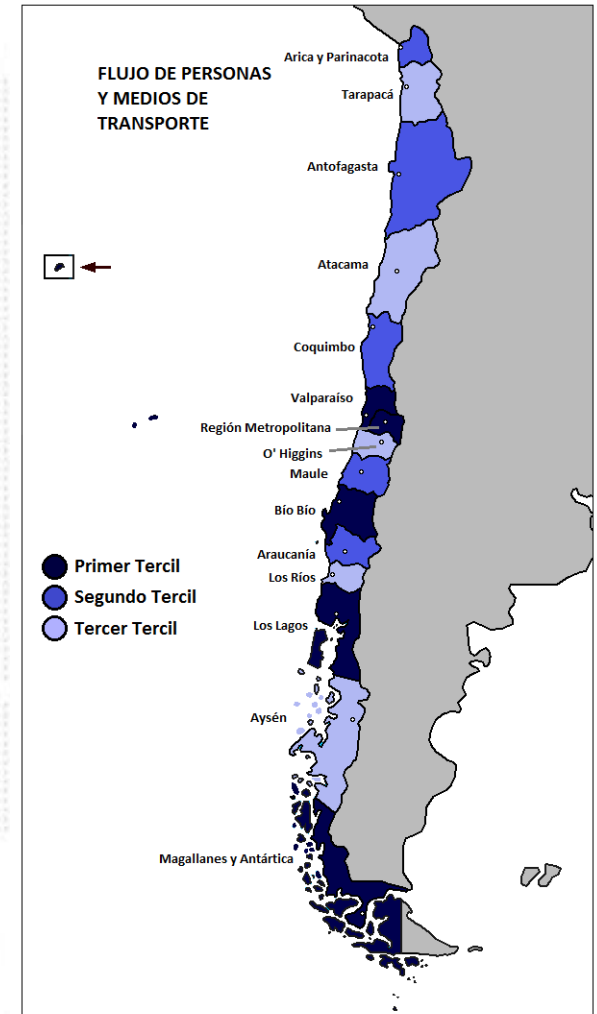 FLUJO DE PERSONAS
Y MEDIOS DE
TRANSPORTE
Arica y Parinacota
Tarapacá
Antofagasta
Atacama
Coquimbo
Valparaíso
Región Metropolitana
O' Higgins
Maule
Bío Bío
Araucanía
Los Ríos
Los Lagos
Aysén
Magallanes y Antártica
Primer Tercil
Segundo Tercil
Tercer Tercil